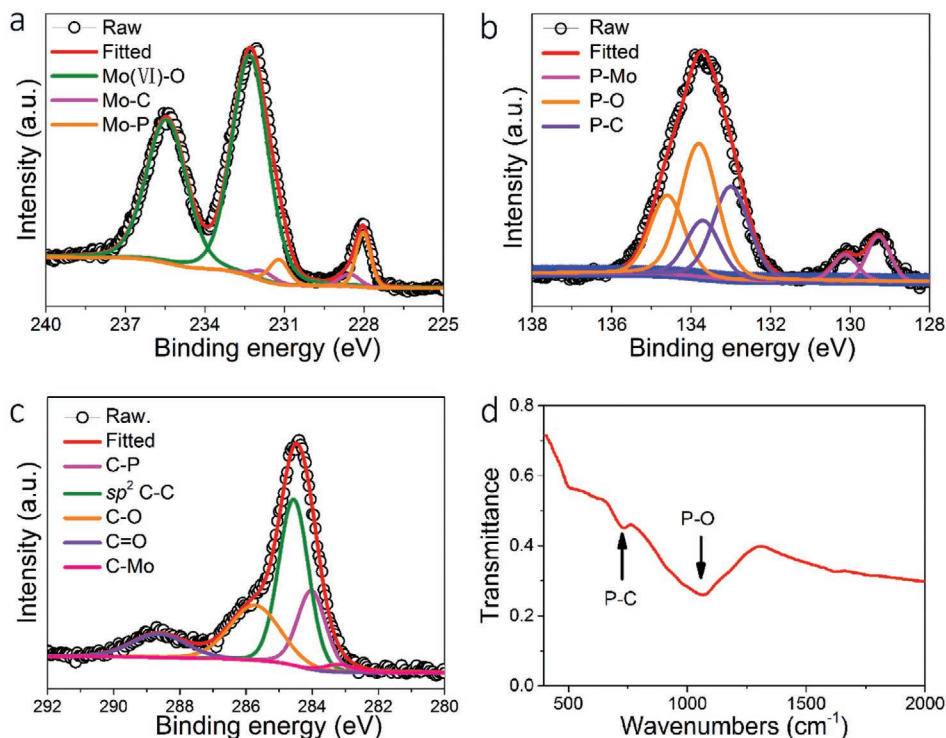 a
Raw
Fitted
Mo(Ⅵ)-O
Mo-C
Mo-P
Intensity (a.u.)
240 237 234 231 228 225
Binding energy (eV)
b
Raw
Fitted
P-Mo
P-O
P-C
Intensity (a.u.)
138 136 134 132 130 128
Binding energy (eV)
c
Raw.
Fitted
C-P
sp² C-C
C-O
C=O
C-Mo
Intensity (a.u.)
292 290 288 286 284 282 280
Binding energy (eV)
d
0.8
0.6
0.4
0.2
0.0
Transmittance
P-O
P-C
500 1000 1500 2000
Wavenumbers (cm⁻¹)